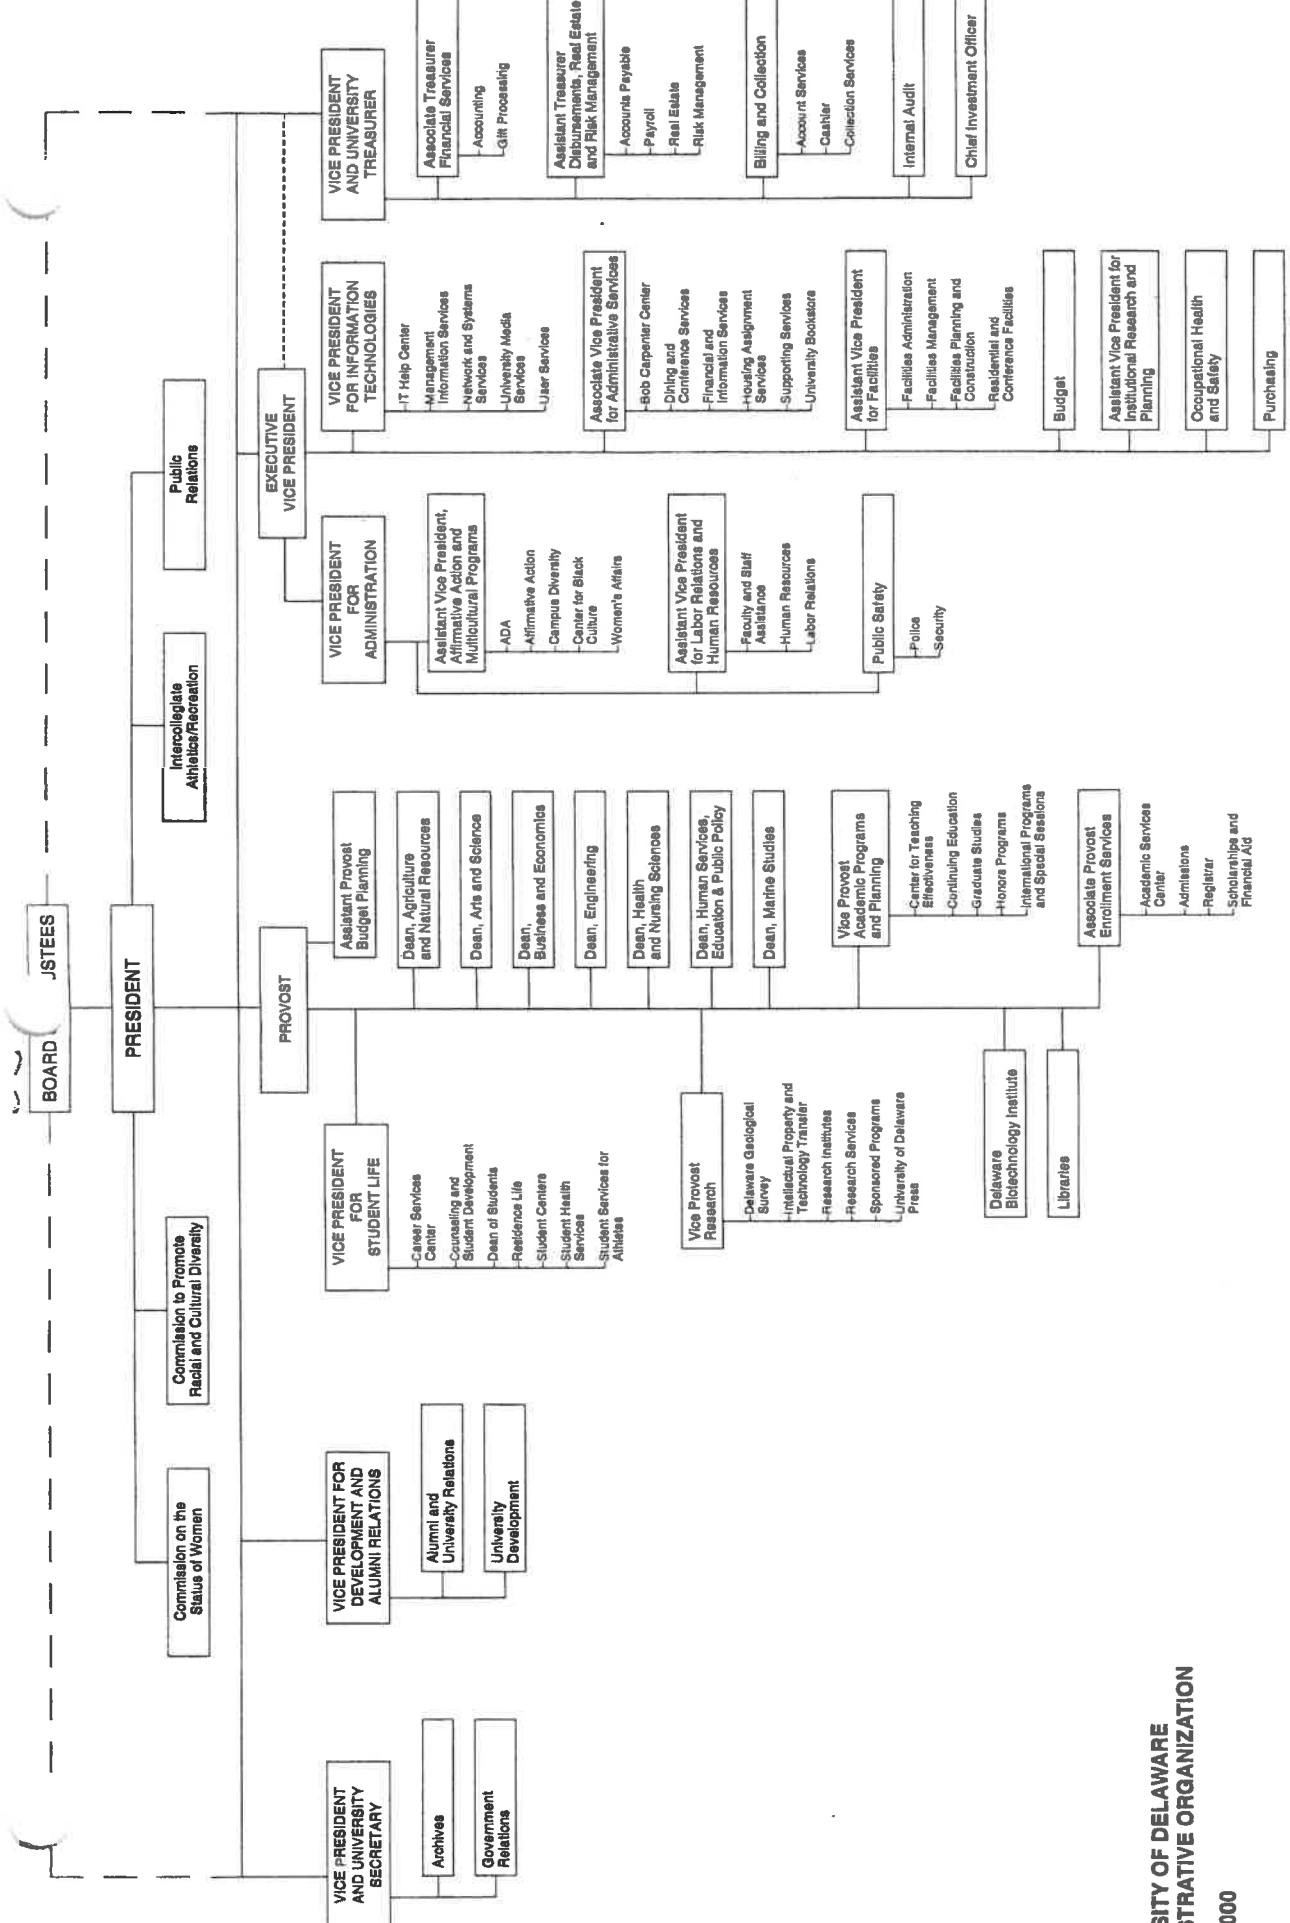 BOARD
JSTEES
PRESIDENT
Commission on the
Status of Women
Commission to Promote
Racial and Cultural Diversity
Intercollegiate
Athletics/Recreation
Public
Relations
VICE PRESIDENT
AND UNIVERSITY
SECRETARY
Archives
Government
Relations
VICE PRESIDENT FOR
DEVELOPMENT AND
ALUMNI RELATIONS
Alumni and
University Relations
University
Development
PROVOST
VICE PRESIDENT
FOR
STUDENT LIFE
Career Services
Center
Counseling and
Student Development
Dean of Students
Residence Life
Student Centers
Student Health
Services
Student Services for
Athletes
Vice Provost
Research
Delaware Geological
Survey
Intellectual Property and
Technology Transfer
Research Institutes
Research Services
Sponsored Programs
University of Delaware
Press
Delaware
Biotechnology Institute
Libraries
Assistant Provost
Budget Planning
Dean, Agriculture
and Natural Resources
Dean, Arts and Science
Dean,
Business and Economics
Dean, Engineering
Dean, Health
and Nursing Sciences
Dean, Human Services,
Education & Public Policy
Dean, Marine Studies
Vice Provost
Academic Programs
and Planning
Center for Teaching
Effectiveness
Continuing Education
Graduate Studies
Honors Programs
International Programs
and Special Sessions
Associate Provost
Enrollment Services
Academic Services
Center
Admissions
Registrar
Scholarships and
Financial Aid
EXECUTIVE
VICE PRESIDENT
VICE PRESIDENT
FOR
ADMINISTRATION
Assistant Vice President,
Affirmative Action and
Multicultural Programs
ADA
Affirmative Action
Campus Diversity
Center for Black
Culture
Women's Affairs
Assistant Vice President
for Labor Relations and
Human Resources
Faculty and Staff
Assistance
Human Resources
Labor Relations
Public Safety
Police
Security
VICE PRESIDENT
FOR INFORMATION
TECHNOLOGIES
IT Help Center
Management
Information Services
Network and Systems
Services
University Media
Services
User Services
Associate Vice President
for Administrative Services
Bob Carpenter Center
Dining and
Conference Services
Financial and
Information Services
Housing Assignment
Services
Supporting Services
University Bookstore
Assistant Vice President
for Facilities
Facilities Administration
Facilities Management
Facilities Planning and
Construction
Residential and
Conference Facilities
Budget
Assistant Vice President for
Institutional Research and
Planning
Occupational Health
and Safety
Purchasing
VICE PRESIDENT
AND UNIVERSITY
TREASURER
Associate Treasurer
Financial Services
Accounting
Gift Processing
Assistant Treasurer
Disbursements, Real Estate
and Risk Management
Accounts Payable
Payroll
Real Estate
Risk Management
Billing and Collection
Account Services
Cashier
Collection Services
Internal Audit
Chief Investment Officer
SITY OF DELAWARE
STRATIVE ORGANIZATION
000